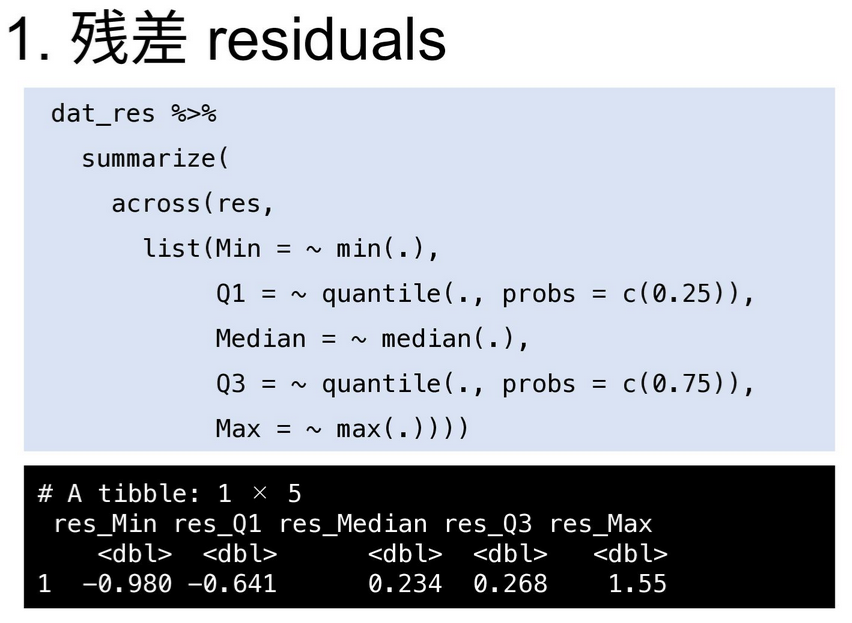 1. 残差 residuals
dat_res %>%
summarize(
across(res,
list(Min = ~ min(.),
Q1 = ~ quantile(., probs = c(0.25)),
Median = ~ median(.),
Q3 = ~ quantile(., probs = c(0.75)),
Max = ~ max(.))))
# A tibble: 1 × 5
res_Min res_Q1 res_Median res_Q3 res_Max
<dbl> <dbl> <dbl> <dbl> <dbl>
1 −0.980 −0.641 0.234 0.268 1.55